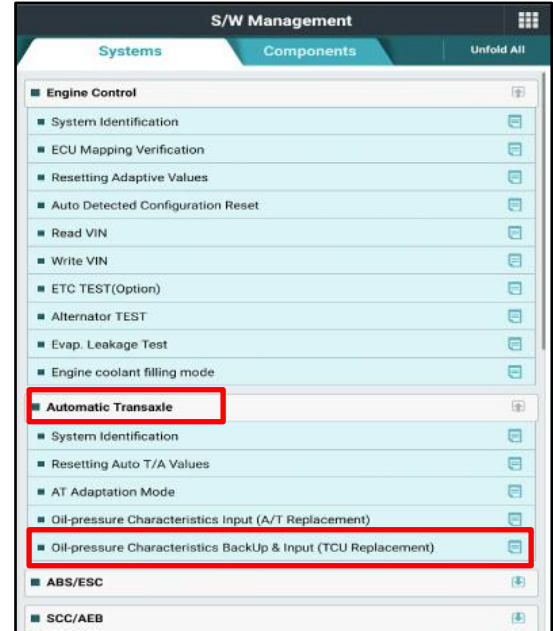 S/W Management
Systems
Components
Unfold All
Engine Control
System Identification
ECU Mapping Verification
Resetting Adaptive Values
Auto Detected Configuration Reset
Read VIN
Write VIN
ETC TEST(Option)
Alternator TEST
Evap. Leakage Test
Engine coolant filling mode
Automatic Transaxle
System Identification
Resetting Auto T/A Values
AT Adaptation Mode
Oil-pressure Characteristics Input (A/T Replacement)
Oil-pressure Characteristics BackUp & Input (TCU Replacement)
ABS/ESC
SCC/AEB